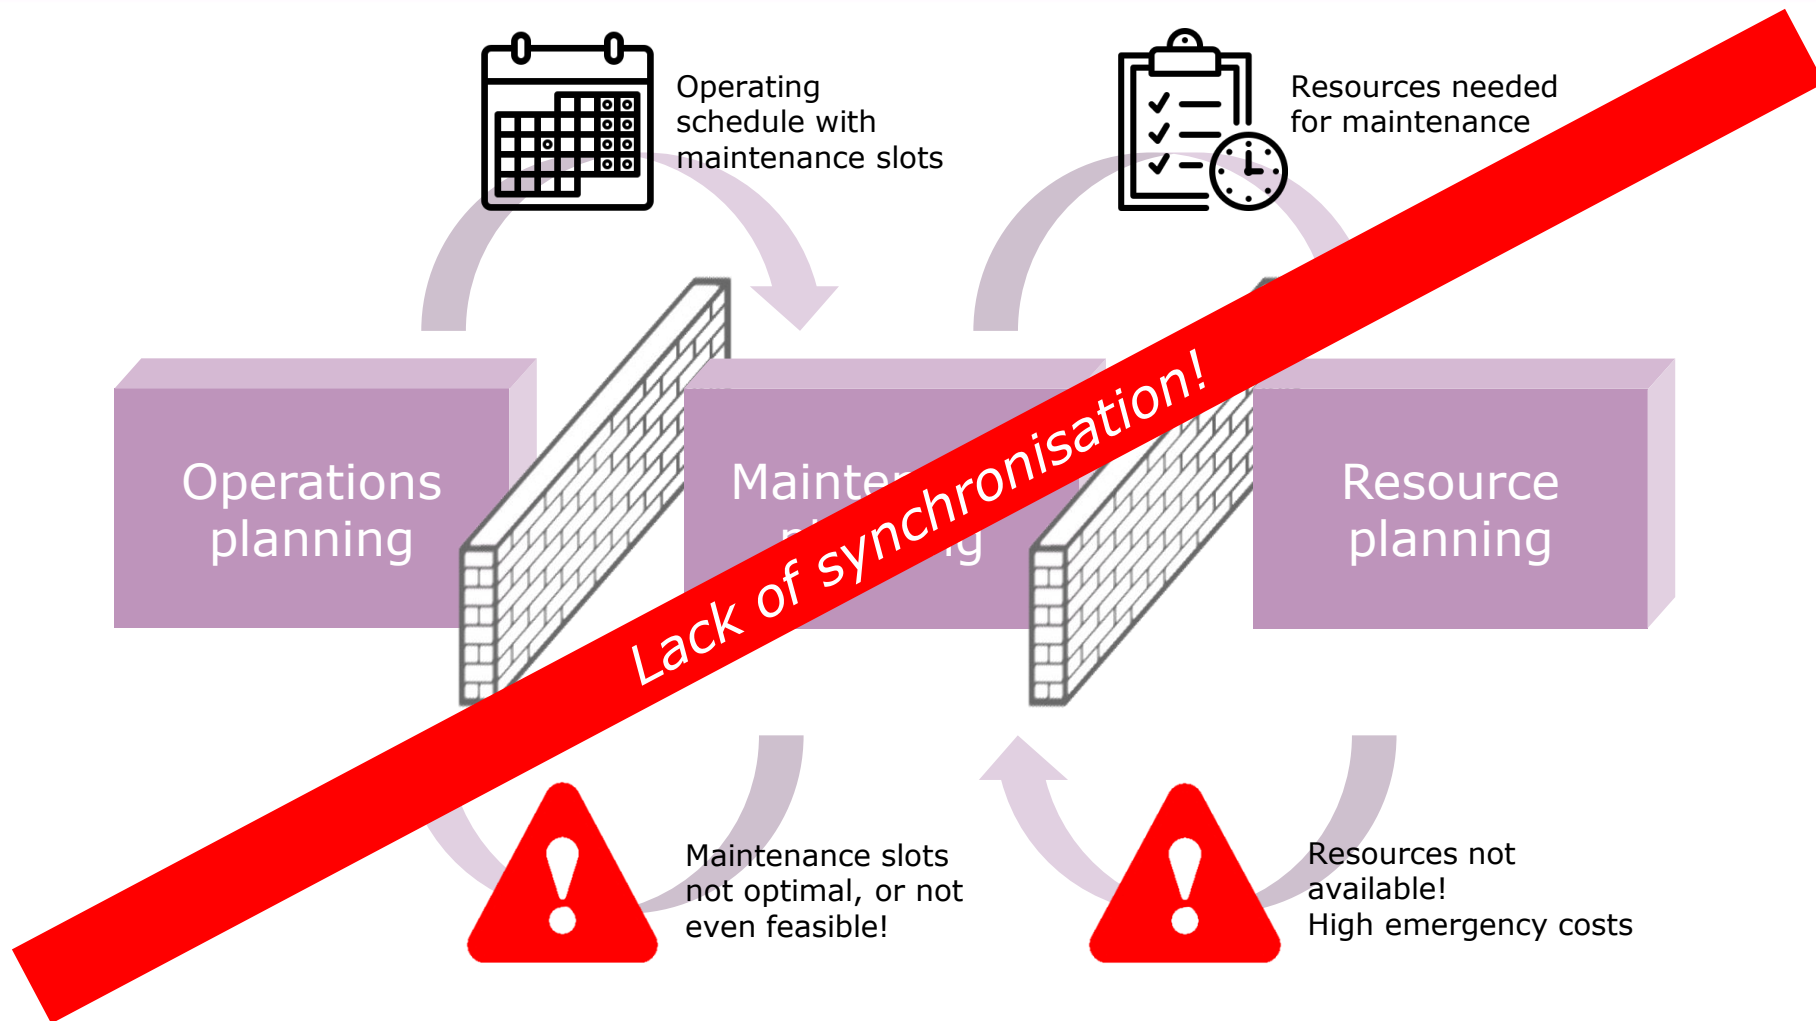 Operating
schedule with
maintenance slots
Resources needed
for maintenance
Operations
planning
Resource
planning
Lack of synchronisation!
Maintenance slots
not optimal, or not
even feasible!
Resources not
available!
High emergency costs